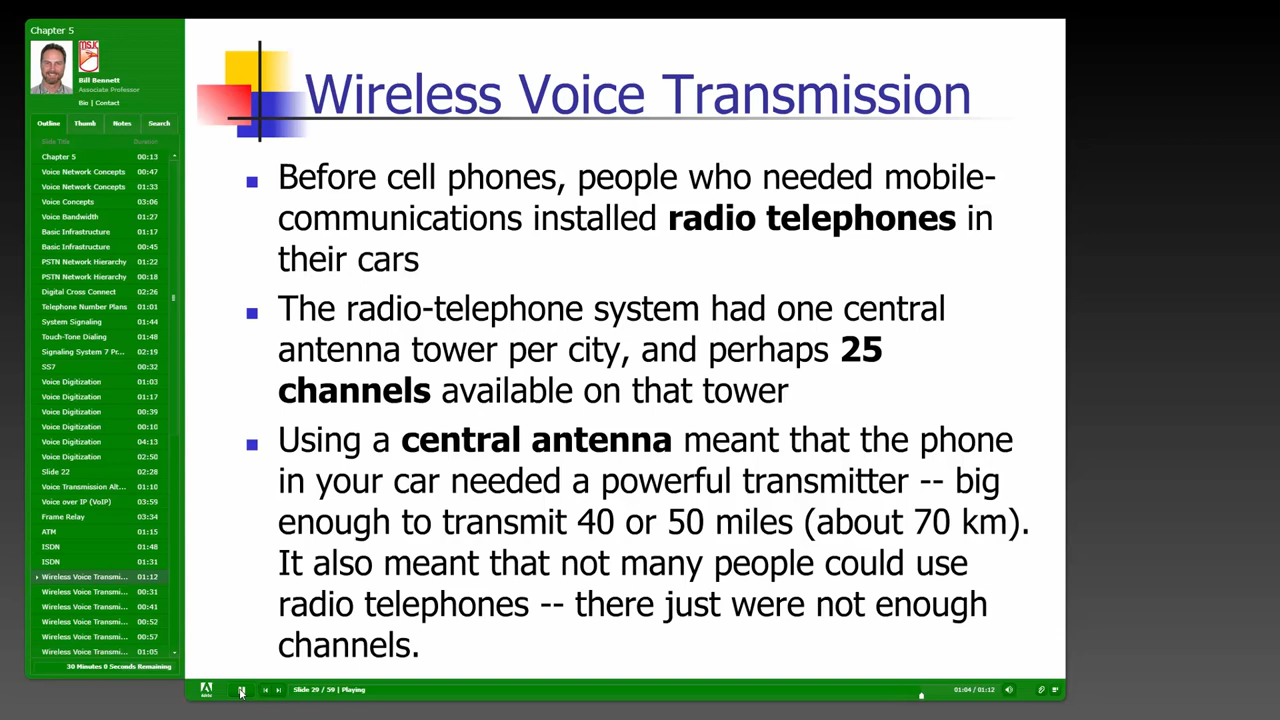 Chapter 5
MSK
Bill Bennett
Associate Professor
Bio | Contact
Outline Thumb Notes Search
Slide Title Duration
Chapter 5 00:13
Voice Network Concepts 00:47
Voice Network Concepts 01:33
Voice Concepts 03:06
Voice Bandwidth 01:27
Basic Infrastructure 01:17
Basic Infrastructure 00:45
PSTN Network Hierarchy 01:22
PSTN Network Hierarchy 00:18
Digital Cross Connect 02:26
Telephone Number Plans 01:01
System Signaling 01:44
Touch-Tone Dialing 01:48
Signaling System 7 Pr... 02:19
SS7 00:32
Voice Digitization 01:03
Voice Digitization 01:17
Voice Digitization 00:39
Voice Digitization 00:10
Voice Digitization 04:13
Voice Digitization 02:50
Slide 22 02:28
Voice Transmission Alt... 01:10
Voice over IP (VoIP) 03:59
Frame Relay 03:34
ATM 01:15
ISDN 01:48
ISDN 01:31
Wireless Voice Transmi... 01:12
Wireless Voice Transmi... 00:31
Wireless Voice Transmi... 00:41
Wireless Voice Transmi... 00:52
Wireless Voice Transmi... 00:57
Wireless Voice Transmi... 01:05
30 Minutes 0 Seconds Remaining
Wireless Voice Transmission
Before cell phones, people who needed mobile-
communications installed radio telephones in
their cars
The radio-telephone system had one central
antenna tower per city, and perhaps 25
channels available on that tower
Using a central antenna meant that the phone
in your car needed a powerful transmitter -- big
enough to transmit 40 or 50 miles (about 70 km).
It also meant that not many people could use
radio telephones -- there just were not enough
channels.
Adobe
Slide 29 / 59 | Playing
01:04 / 01:12